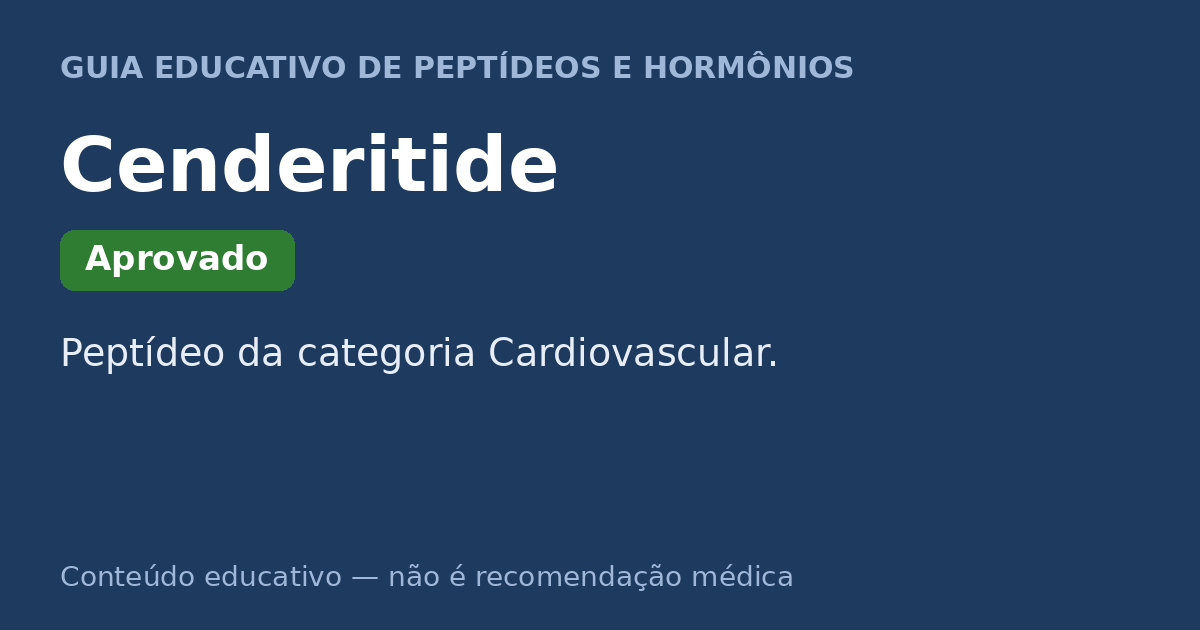 GUIA EDUCATIVO DE PEPTÍDEOS E HORMÔNIOS
Cenderitide
Aprovado
Peptídeo da categoria Cardiovascular.
Conteúdo educativo — não é recomendação médica